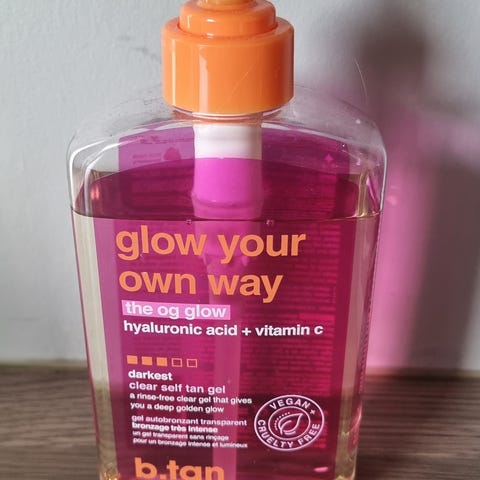 glow your
own way
the og glow
hyaluronic acid + vitamin c
darkest
clear self tan gel
a rinse-free clear gel that gives
you a deep golden glow
gel autobronzant transparent
bronzage très intense
un gel transparent sans rinçage
pour un bronzage intense et lumineux
VEGAN +
CRUELTY FREE
b.tan